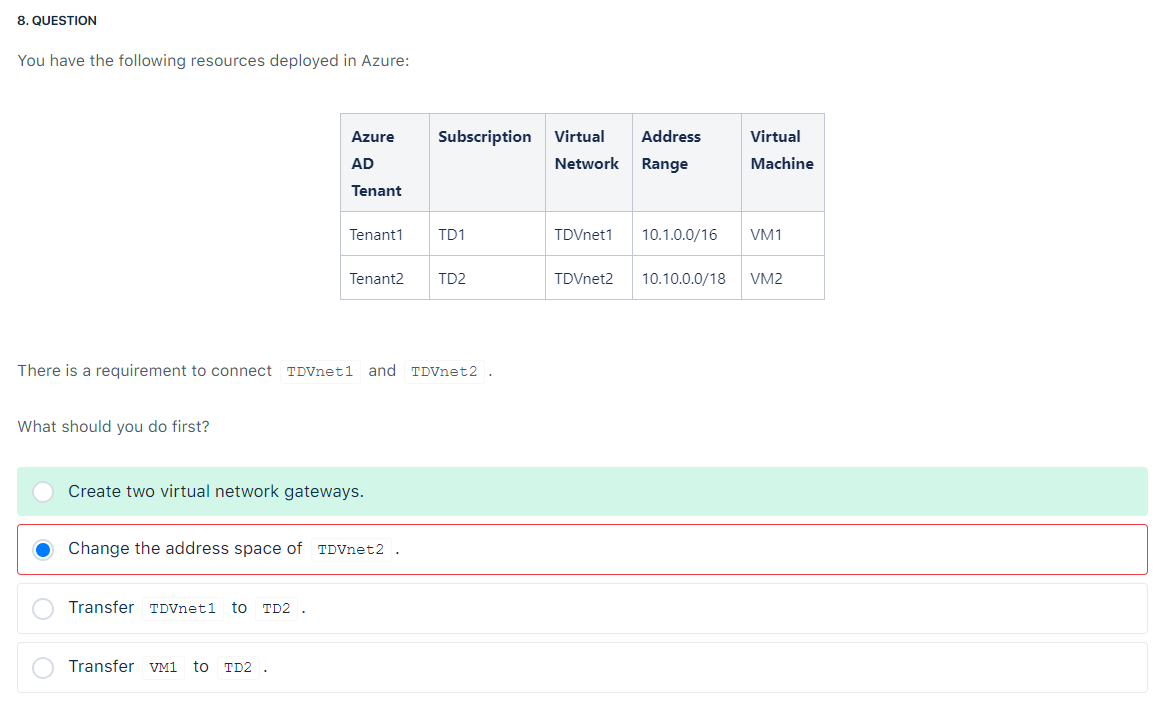 8. QUESTION
You have the following resources deployed in Azure:
Azure AD Tenant Subscription Virtual Network Address Range Virtual Machine
Tenant1 TD1 TDVnet1 10.1.0.0/16 VM1
Tenant2 TD2 TDVnet2 10.10.0.0/18 VM2
There is a requirement to connect TDVnet1 and TDVnet2 .
What should you do first?
Create two virtual network gateways.
Change the address space of TDVnet2 .
Transfer TDVnet1 to TD2 .
Transfer VM1 to TD2 .